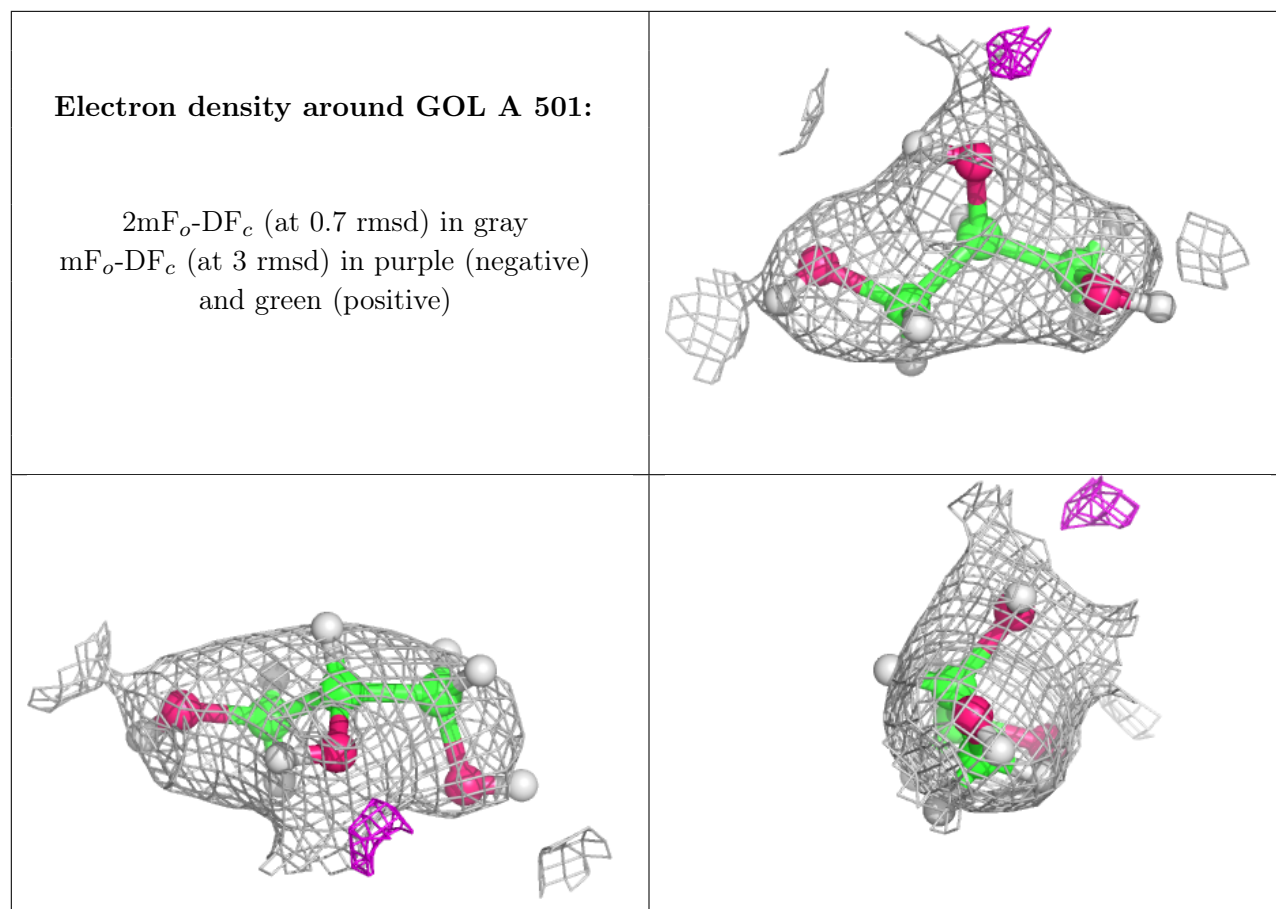 Electron density around GOL A 501:
2mFo-DFc (at 0.7 rmsd) in gray
mFo-DFc (at 3 rmsd) in purple (negative)
and green (positive)